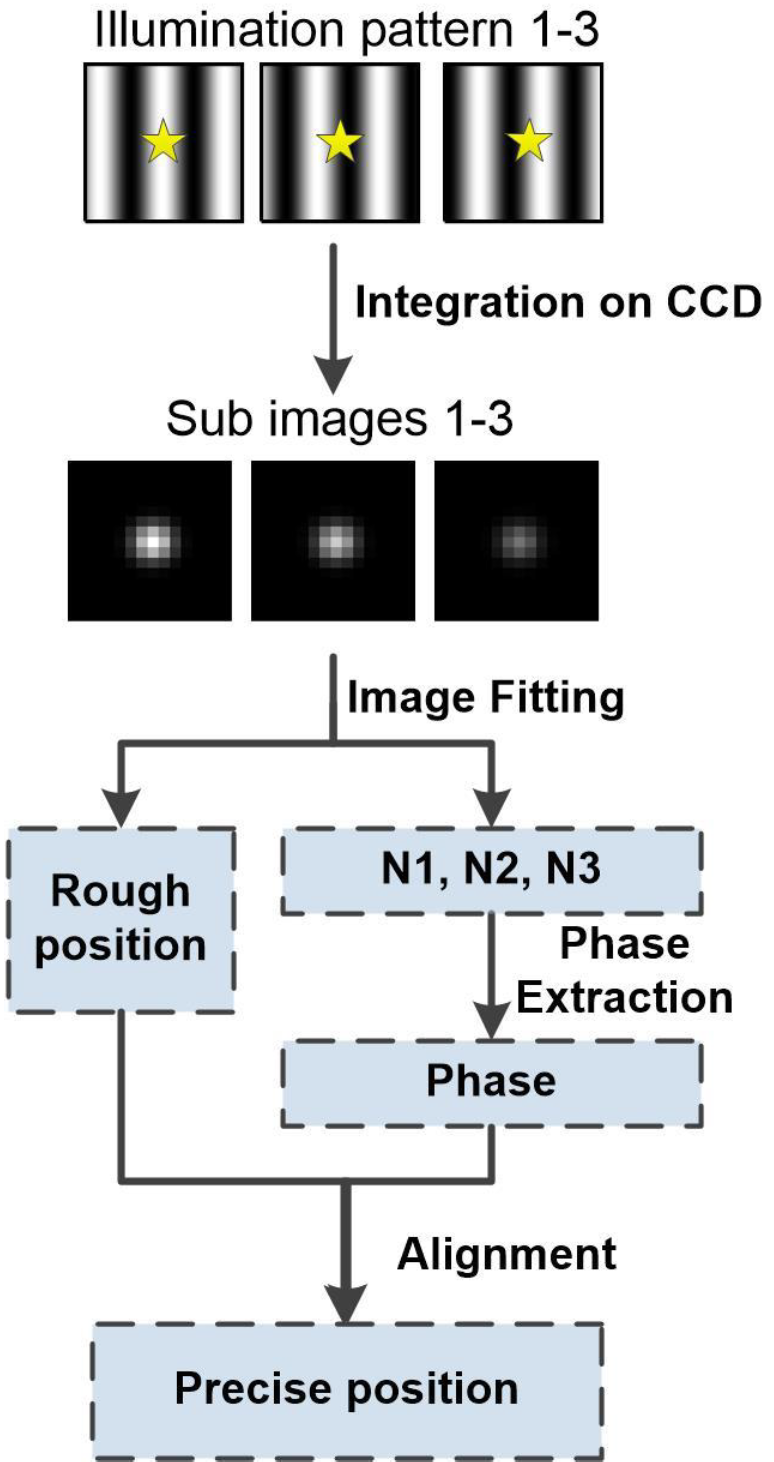 Illumination pattern 1-3
Integration on CCD
Sub images 1-3
Image Fitting
Rough
position
N1, N2, N3
Phase
Extraction
Phase
Alignment
Precise position